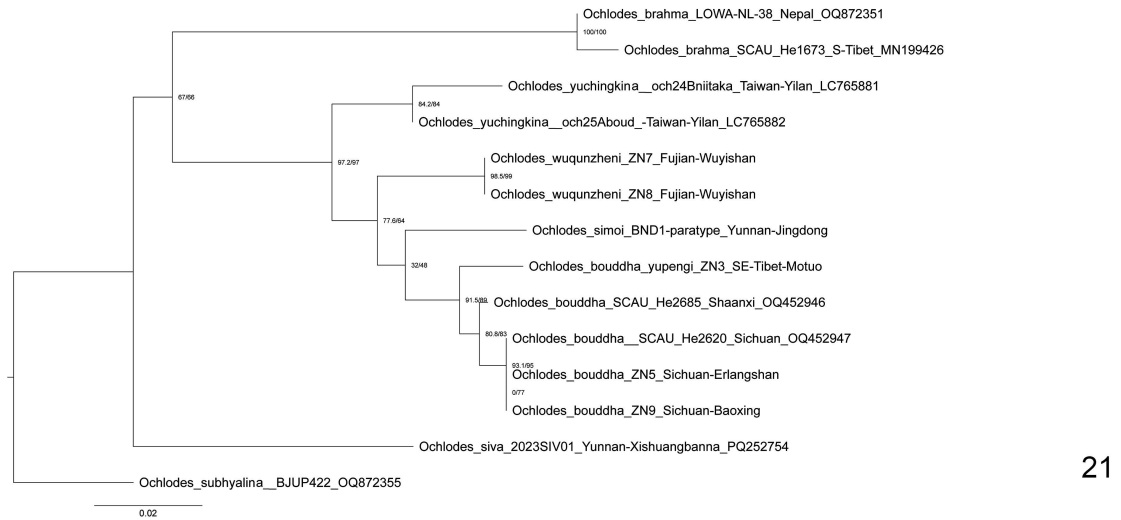 Ochlodes_brahma_LOWA-NL-38_Nepal_OQ872351
100/100
Ochlodes_brahma_SCAU_He1673_S-Tibet_MN199426
Ochlodes_yuchingkina__och24Bniitaka_Taiwan-Yilan_LC765881
67/66
84.2/84
Ochlodes_yuchingkina__och25Aboud_-Taiwan-Yilan_LC765882
Ochlodes_wuqunzheni_ZN7_Fujian-Wuyishan
97.2/97
98.5/99
Ochlodes_wuqunzheni_ZN8_Fujian-Wuyishan
77.6/64
Ochlodes_simoi_BND1-paratype_Yunnan-Jingdong
32/48
Ochlodes_bouddha_yupengi_ZN3_SE-Tibet-Motuo
91.5/89
Ochlodes_bouddha_SCAU_He2685_Shaanxi_OQ452946
80.8/83
Ochlodes_bouddha__SCAU_He2620_Sichuan_OQ452947
93.1/95
Ochlodes_bouddha_ZN5_Sichuan-Erlangshan
0/77
Ochlodes_bouddha_ZN9_Sichuan-Baoxing
Ochlodes_siva_2023SIV01_Yunnan-Xishuangbanna_PQ252754
21
Ochlodes_subhyalina__BJUP422_OQ872355
0.02